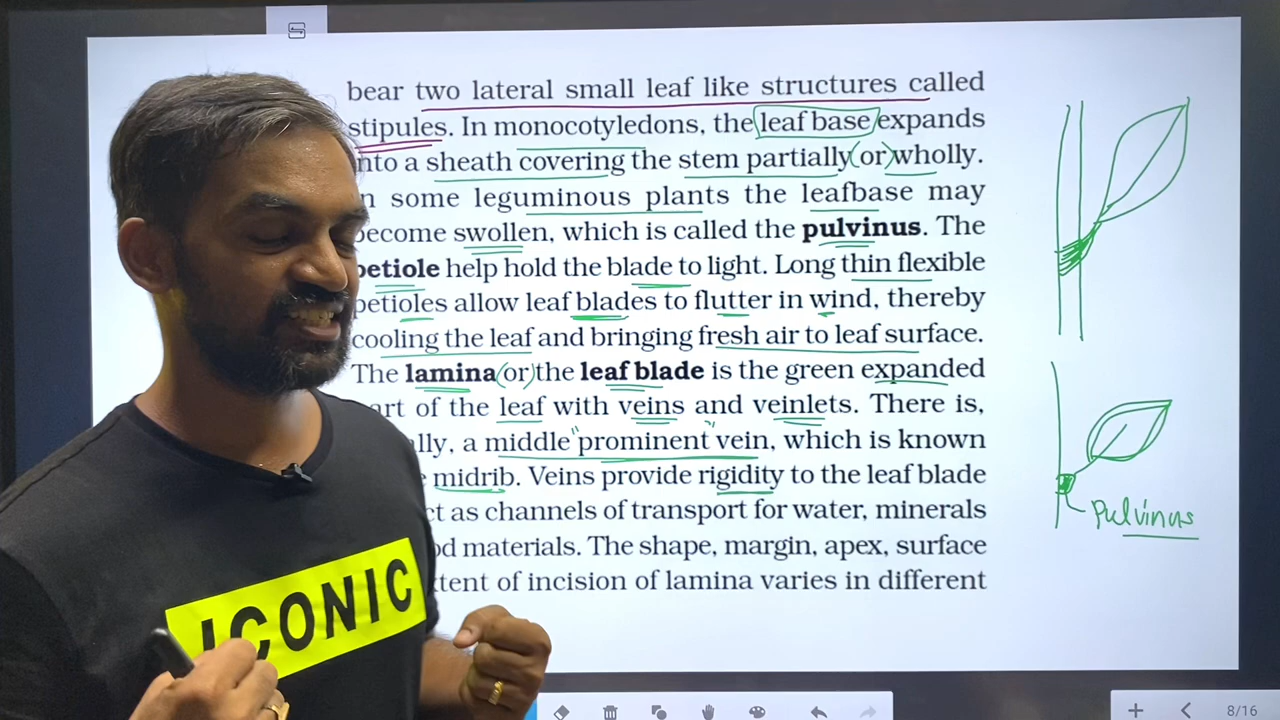 bear two lateral small leaf like structures called
stipules. In monocotyledons, the leaf base expands
nto a sheath covering the stem partially (or) wholly.
n some leguminous plants the leafbase may
become swollen, which is called the pulvinus. The
petiole help hold the blade to light. Long thin flexible
petioles allow leaf blades to flutter in wind, thereby
cooling the leaf and bringing fresh air to leaf surface.
The lamina (or) the leaf blade is the green expanded
art of the leaf with veins and veinlets. There is,
lly, a middle "prominent" vein, which is known
midrib. Veins provide rigidity to the leaf blade
ct as channels of transport for water, minerals
od materials. The shape, margin, apex, surface
tent of incision of lamina varies in different
Pulvinus
ICONIC
8/16